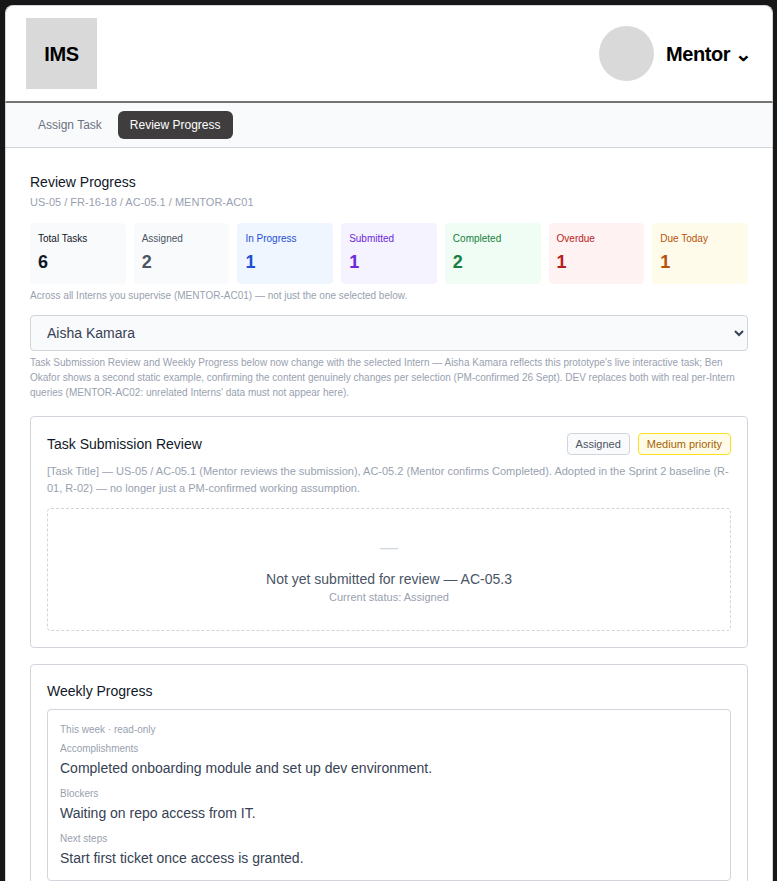 IMS
Mentor
Assign Task
Review Progress
Review Progress
US-05 / FR-16-18 / AC-05.1 / MENTOR-AC01
Total Tasks
6
Assigned
2
In Progress
1
Submitted
1
Completed
2
Overdue
1
Due Today
1
Across all Interns you supervise (MENTOR-AC01) — not just the one selected below.
Aisha Kamara
Task Submission Review and Weekly Progress below now change with the selected Intern — Aisha Kamara reflects this prototype's live interactive task; Ben
Okafor shows a second static example, confirming the content genuinely changes per selection (PM-confirmed 26 Sept). DEV replaces both with real per-Intern
queries (MENTOR-AC02: unrelated Interns' data must not appear here).
Task Submission Review
Assigned
Medium priority
[Task Title] — US-05 / AC-05.1 (Mentor reviews the submission), AC-05.2 (Mentor confirms Completed). Adopted in the Sprint 2 baseline (R-
01, R-02) — no longer just a PM-confirmed working assumption.
—
Not yet submitted for review — AC-05.3
Current status: Assigned
Weekly Progress
This week · read-only
Accomplishments
Completed onboarding module and set up dev environment.
Blockers
Waiting on repo access from IT.
Next steps
Start first ticket once access is granted.